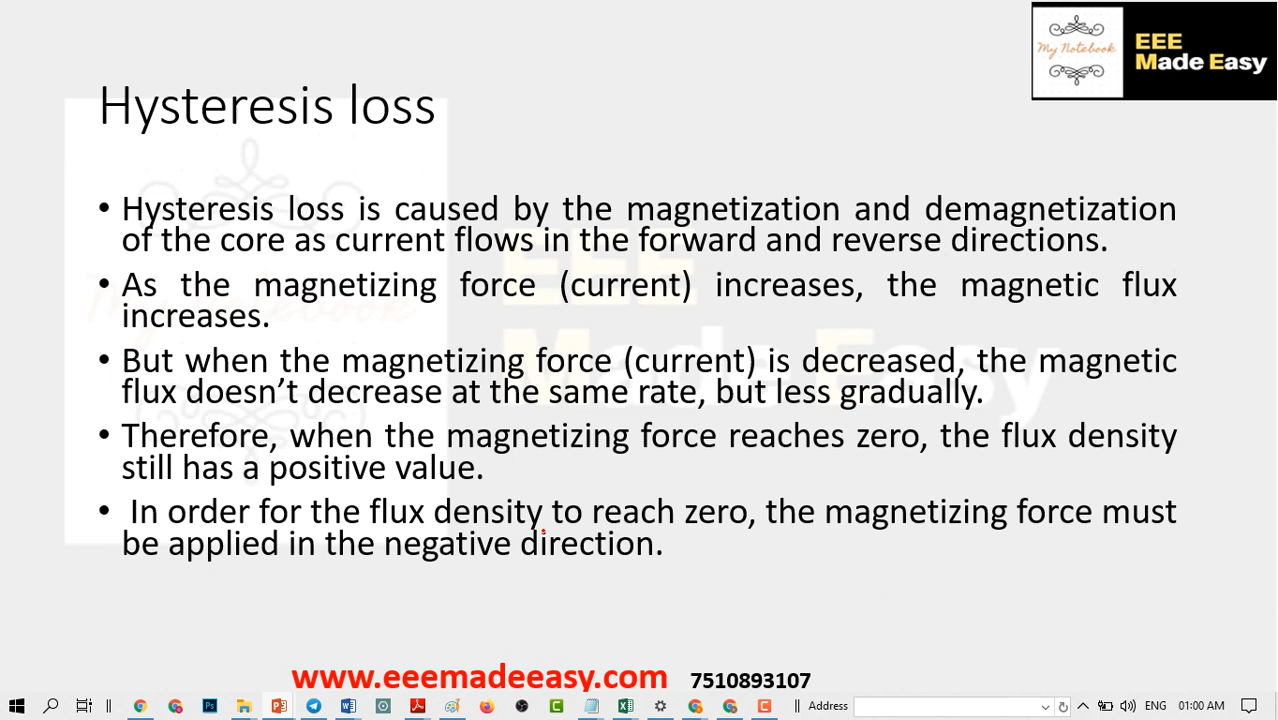 My Notebook
EEE
Made Easy
Hysteresis loss
• Hysteresis loss is caused by the magnetization and demagnetization
of the core as current flows in the forward and reverse directions.
• As the magnetizing force (current) increases, the magnetic flux
increases.
• But when the magnetizing force (current) is decreased, the magnetic
flux doesn’t decrease at the same rate, but less gradually.
• Therefore, when the magnetizing force reaches zero, the flux density
still has a positive value.
• In order for the flux density to reach zero, the magnetizing force must
be applied in the negative direction.
www.eeemadeeasy.com 7510893107
Address ENG 01:00 AM